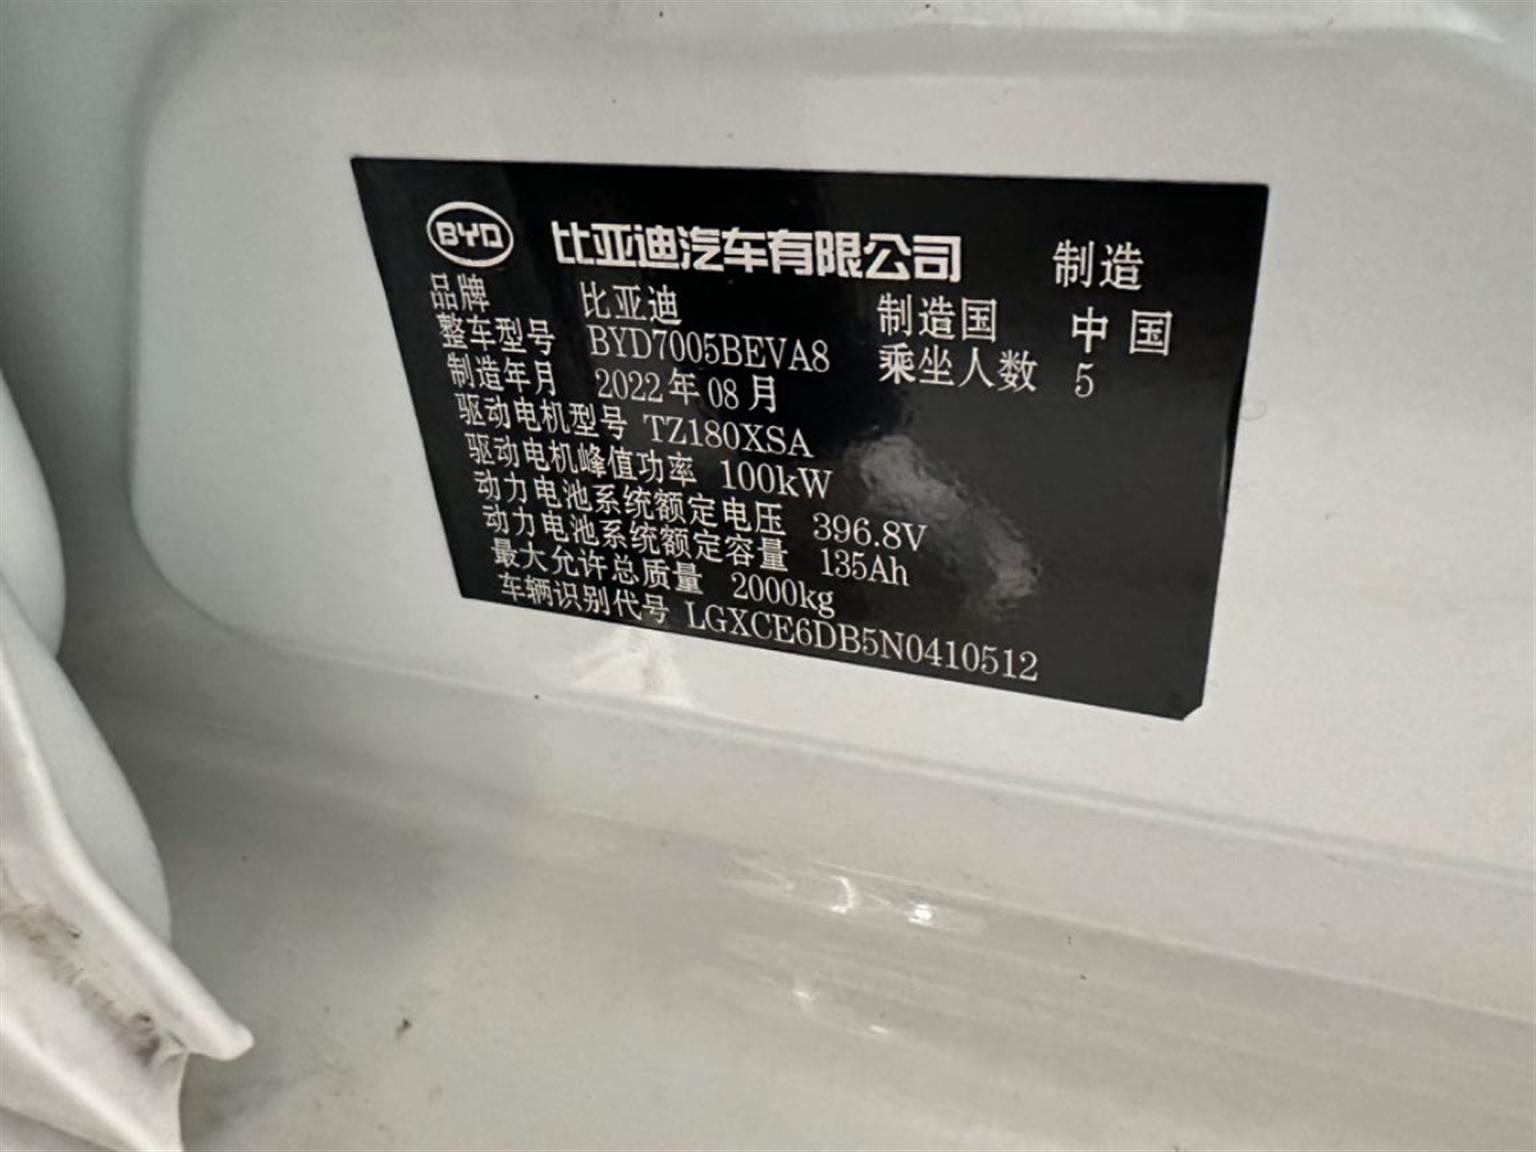 BYD 比亚迪汽车有限公司 制造
品牌 比亚迪 制造国 中国
整车型号 BYD7005BEVA8 乘坐人数 5
制造年月 2022年08月
驱动电机型号 TZ180XSA
驱动电机峰值功率 100kW
动力电池系统额定电压 396.8V
动力电池系统额定容量 135Ah
最大允许总质量 2000kg
车辆识别代号 LGXCE6DB5N0410512